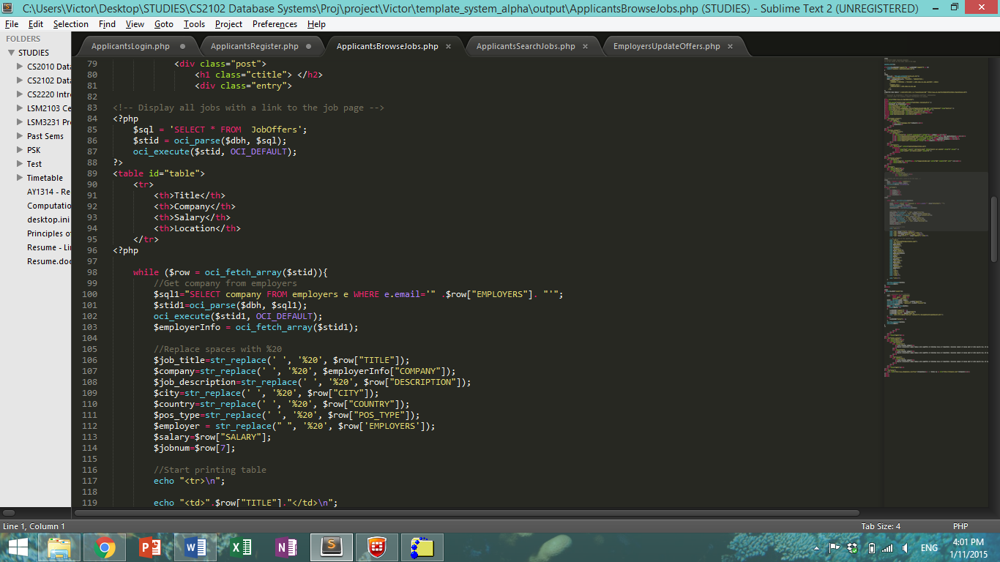 C:\Users\Victor\Desktop\STUDIES\CS2102 Database Systems\Proj\project\Victor\template_system_alpha\output\ApplicantsBrowseJobs.php (STUDIES) - Sublime Text 2 (UNREGISTERED)
File Edit Selection Find View Goto Tools Project Preferences Help
FOLDERS
STUDIES
CS2010 Data
CS2102 Data
CS2220 Intro
LSM2103 Ce
LSM3231 Pr
Past Sems
PSK
Test
Timetable
AY1314 - Re
Computatio
desktop.ini
Principles of
Resume - Lin
Resume.doc
ApplicantsLogin.php ApplicantsRegister.php ApplicantsBrowseJobs.php ApplicantsSearchJobs.php EmployersUpdateOffers.php
79 <div class="post">
80 <h1 class="ctitle"> </h2>
81 <div class="entry">
82
83 <!-- Display all jobs with a link to the job page -->
84 <?php
85 $sql = 'SELECT * FROM  JobOffers';
86 $stid = oci_parse($dbh, $sql);
87 oci_execute($stid, OCI_DEFAULT);
88 ?>
89 <table id="table">
90 <tr>
91 <th>Title</th>
92 <th>Company</th>
93 <th>Salary</th>
94 <th>Location</th>
95 </tr>
96 <?php
97
98 while ($row = oci_fetch_array($stid)){
99 //Get company from employers
100 $sql1="SELECT company FROM employers e WHERE e.email='" .$row["EMPLOYERS"]. "'";
101 $stid1=oci_parse($dbh, $sql1);
102 oci_execute($stid1, OCI_DEFAULT);
103 $employerInfo = oci_fetch_array($stid1);
104
105 //Replace spaces with %20
106 $job_title=str_replace(' ', '%20', $row["TITLE"]);
107 $company=str_replace(' ', '%20', $employerInfo["COMPANY"]);
108 $job_description=str_replace(' ', '%20', $row["DESCRIPTION"]);
109 $city=str_replace(' ', '%20', $row["CITY"]);
110 $country=str_replace(' ', '%20', $row["COUNTRY"]);
111 $pos_type=str_replace(' ', '%20', $row["POS_TYPE"]);
112 $employer = str_replace(" ", '%20', $row['EMPLOYERS']);
113 $salary=$row["SALARY"];
114 $jobnum=$row[7];
115
116 //Start printing table
117 echo "<tr>\n";
118
119 echo "<td>".$row["TITLE"]."</td>\n";
Line 1, Column 1 Tab Size: 4 PHP
ENG
4:01 PM
1/11/2015